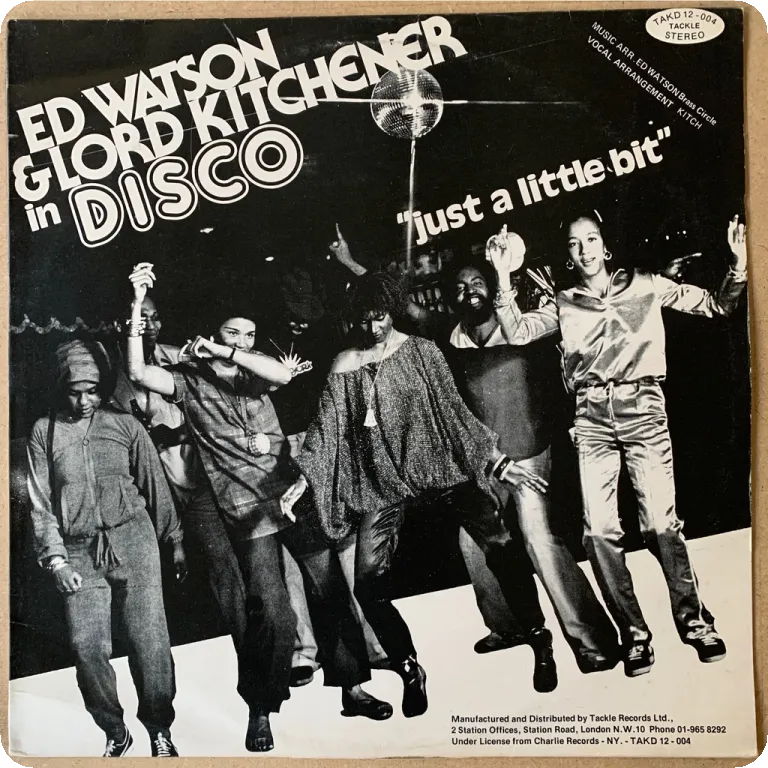 ED WATSON
& LORD KITCHENER
in DISCO
"just a little bit"
TAKD 12 - 004
TACKLE
STEREO
MUSIC ARR. ED WATSON Brass Circle
VOCAL ARRANGEMENT KITCH
Manufactured and Distributed by Tackle Records Ltd.,
2 Station Offices, Station Road, London N.W.10 Phone 01-965 8292
Under License from Charlie Records - NY. - TAKD 12 - 004